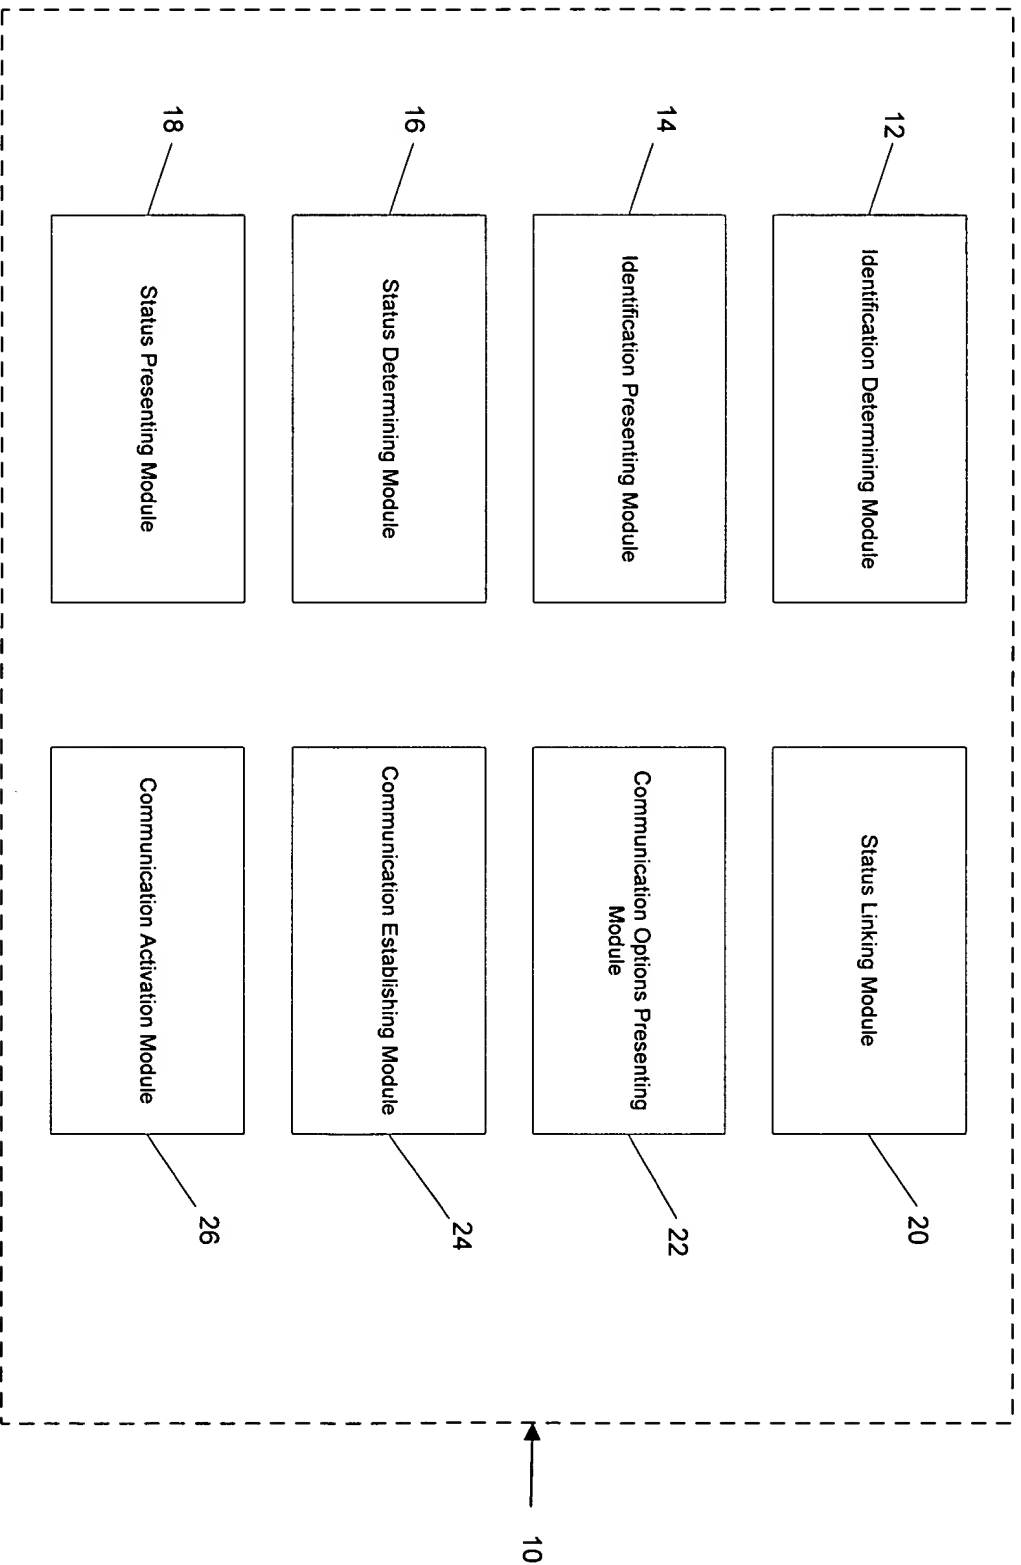 12
Identification Determining Module
14
Identification Presenting Module
16
Status Determining Module
18
Status Presenting Module
Status Linking Module
20
Communication Options Presenting
Module
22
Communication Establishing Module
24
Communication Activation Module
26
10